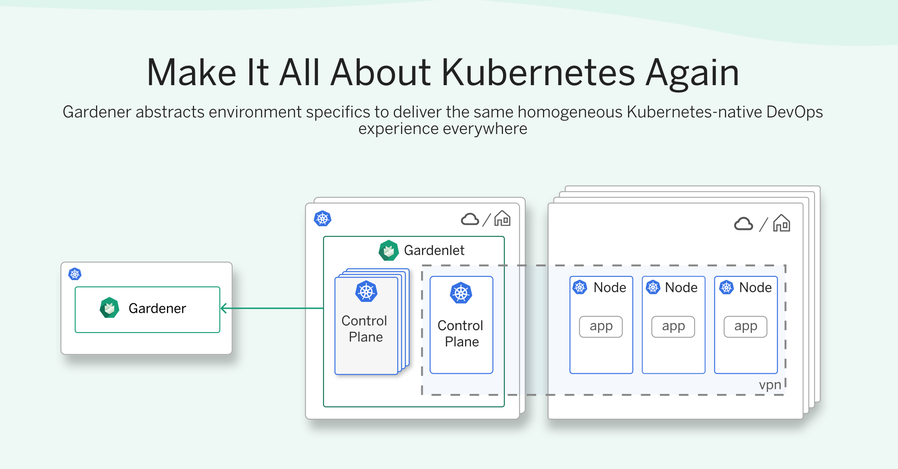 Make It All About Kubernetes Again
Gardener abstracts environment specifics to deliver the same homogeneous Kubernetes-native DevOps
experience everywhere
Gardener
Gardenlet
Control
Plane
Control
Plane
Node
app
Node
app
Node
app
vpn